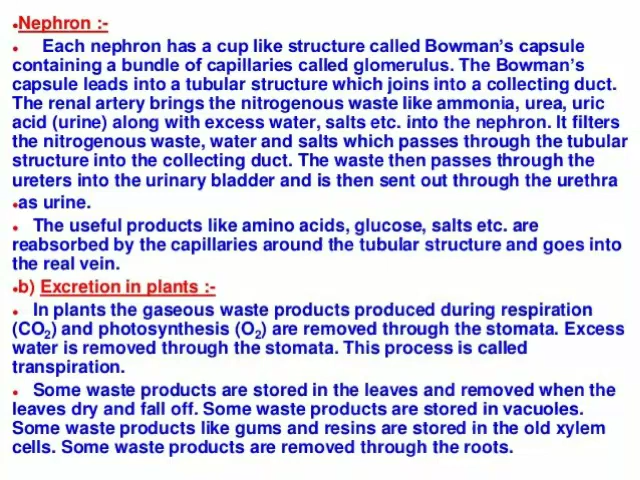 •Nephron :-
• Each nephron has a cup like structure called Bowman's capsule
containing a bundle of capillaries called glomerulus. The Bowman's
capsule leads into a tubular structure which joins into a collecting duct.
The renal artery brings the nitrogenous waste like ammonia, urea, uric
acid (urine) along with excess water, salts etc. into the nephron. It filters
the nitrogenous waste, water and salts which passes through the tubular
structure into the collecting duct. The waste then passes through the
ureters into the urinary bladder and is then sent out through the urethra
•as urine.
• The useful products like amino acids, glucose, salts etc. are
reabsorbed by the capillaries around the tubular structure and goes into
the real vein.
•b) Excretion in plants :-
• In plants the gaseous waste products produced during respiration
(CO₂) and photosynthesis (O₂) are removed through the stomata. Excess
water is removed through the stomata. This process is called
transpiration.
• Some waste products are stored in the leaves and removed when the
leaves dry and fall off. Some waste products are stored in vacuoles.
Some waste products like gums and resins are stored in the old xylem
cells. Some waste products are removed through the roots.